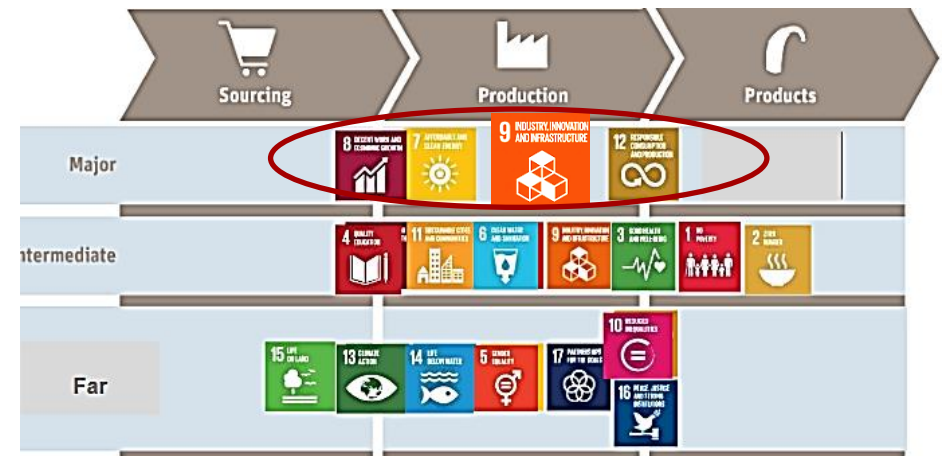 Sourcing
Production
Products
Major
8 DECENT WORK AND
ECONOMIC GROWTH
7 AFFORDABLE AND
CLEAN ENERGY
9 INDUSTRY, INNOVATION
AND INFRASTRUCTURE
12 RESPONSIBLE
CONSUMPTION
AND PRODUCTION
ntermediate
4 QUALITY
EDUCATION
11 SUSTAINABLE CITIES
AND COMMUNITIES
6 CLEAN WATER
AND SANITATION
9 INDUSTRY, INNOVATION
AND INFRASTRUCTURE
3 GOOD HEALTH
AND WELL-BEING
1 NO
POVERTY
2 ZERO
HUNGER
Far
15 LIFE
ON LAND
13 CLIMATE
ACTION
14 LIFE
BELOW WATER
5 GENDER
EQUALITY
17 PARTNERSHIPS
FOR THE GOALS
10 REDUCED
INEQUALITIES
16 PEACE, JUSTICE
AND STRONG
INSTITUTIONS